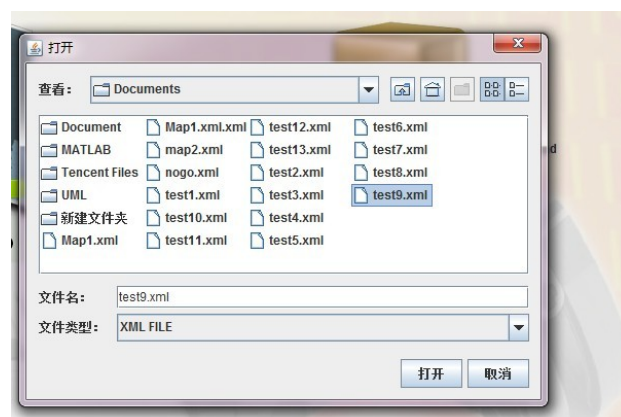 打开
查看: Documents
Document Map1.xml.xml test12.xml test6.xml
MATLAB map2.xml test13.xml test7.xml
Tencent Files nogo.xml test2.xml test8.xml
UML test1.xml test3.xml test9.xml
新建文件夹 test10.xml test4.xml
Map1.xml test11.xml test5.xml
文件名: test9.xml
文件类型: XML FILE
打开 取消